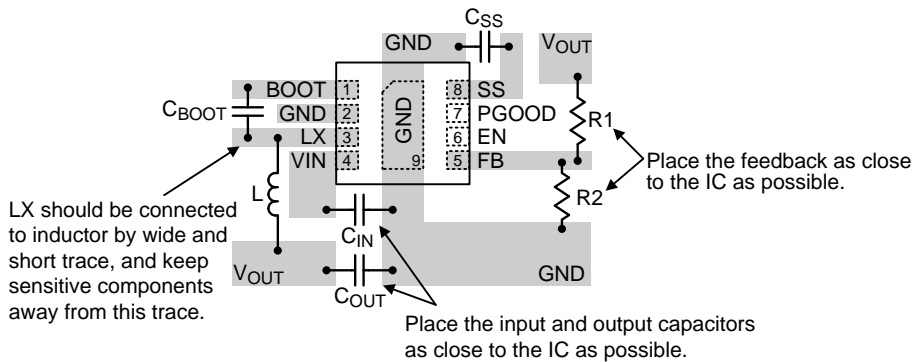 CSS
GND
VOUT
BOOT 1
8 SS
CBOOT
GND 2
GND
7 PGOOD
R1
LX 3
6 EN
VIN 4
9
5 FB
Place the feedback as close
to the IC as possible.
L
R2
LX should be connected
to inductor by wide and
short trace, and keep
sensitive components
away from this trace.
CIN
VOUT
GND
COUT
Place the input and output capacitors
as close to the IC as possible.